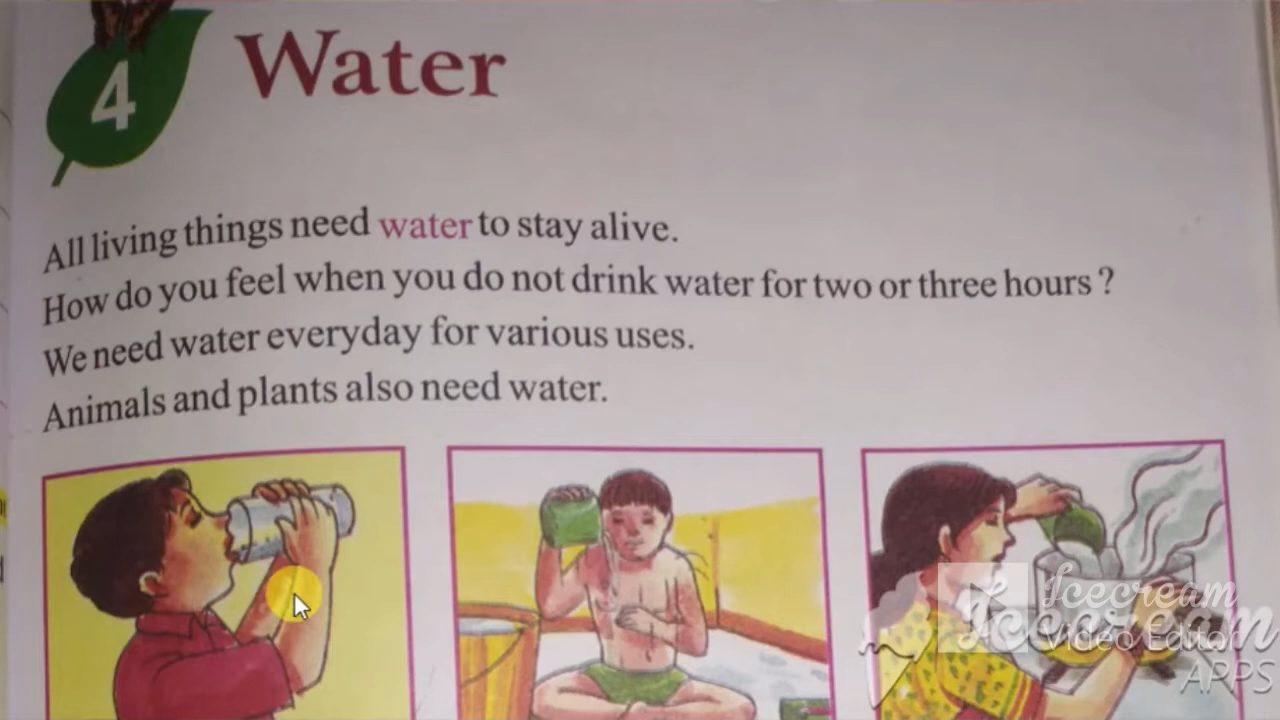 4
Water
All living things need water to stay alive.
How do you feel when you do not drink water for two or three hours ?
We need water everyday for various uses.
Animals and plants also need water.
Icecream
Video Editor
Icecream
APPS